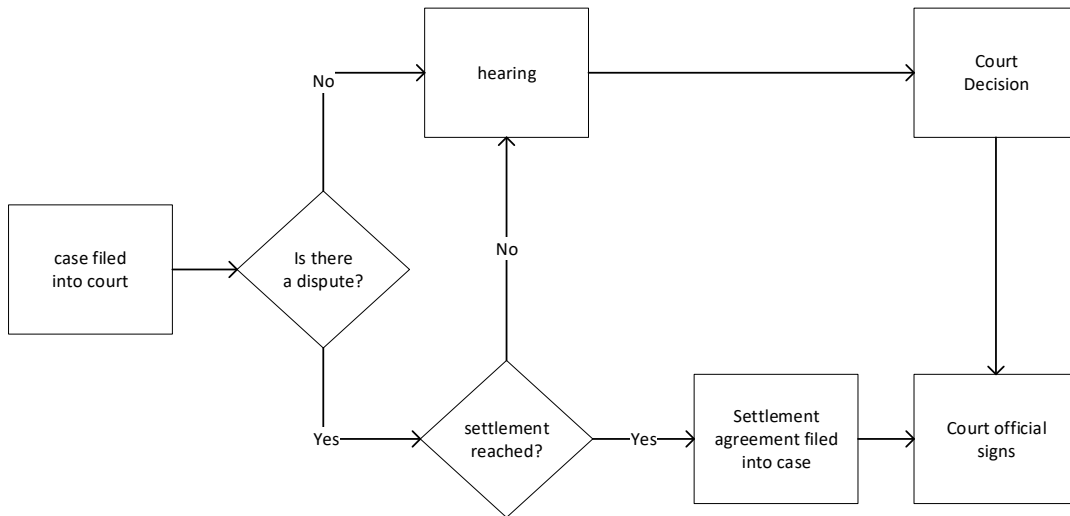 hearing
Court
Decision
No
case filed
into court
Is there
a dispute?
No
Yes
settlement
reached?
Yes
Settlement
agreement filed
into case
Court official
signs